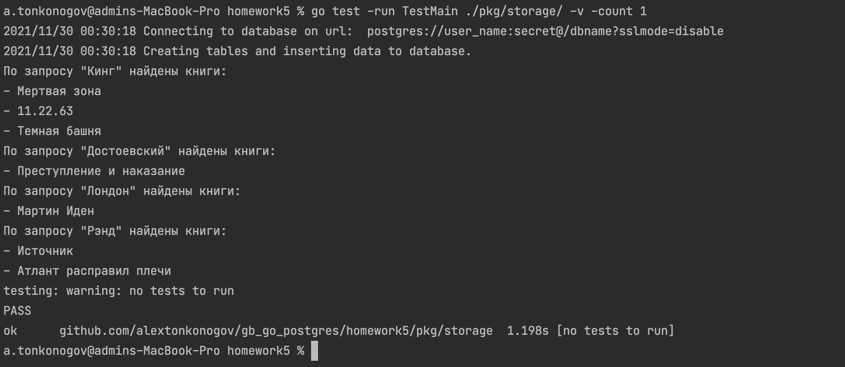 a.tonkonogov@admins-MacBook-Pro homework5 % go test -run TestMain ./pkg/storage/ -v -count 1
2021/11/30 00:30:18 Connecting to database on url:  postgres://user_name:secret@/dbname?sslmode=disable
2021/11/30 00:30:18 Creating tables and inserting data to database.
По запросу "Кинг" найдены книги:
- Мертвая зона
- 11.22.63
- Темная башня
По запросу "Достоевский" найдены книги:
- Преступление и наказание
По запросу "Лондон" найдены книги:
- Мартин Иден
По запросу "Рэнд" найдены книги:
- Источник
- Атлант расправил плечи
testing: warning: no tests to run
PASS
ok      github.com/alextonkonogov/gb_go_postgres/homework5/pkg/storage  1.198s [no tests to run]
a.tonkonogov@admins-MacBook-Pro homework5 %